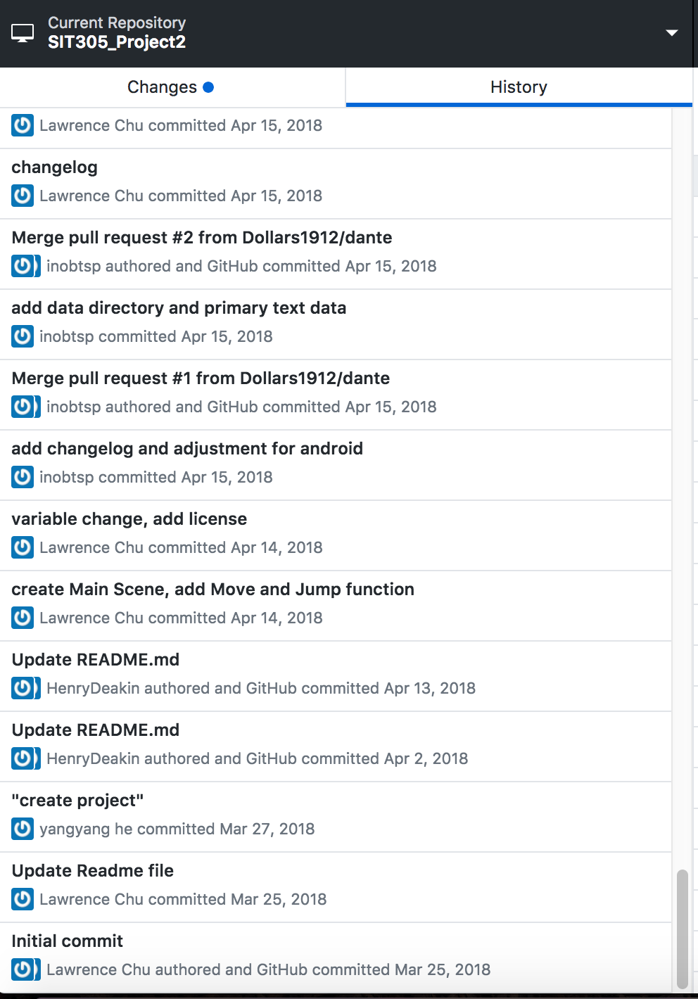 Current Repository
SIT305_Project2
Changes
History
Lawrence Chu committed Apr 15, 2018
changelog
Lawrence Chu committed Apr 15, 2018
Merge pull request #2 from Dollars1912/dante
inobtsp authored and GitHub committed Apr 15, 2018
add data directory and primary text data
inobtsp committed Apr 15, 2018
Merge pull request #1 from Dollars1912/dante
inobtsp authored and GitHub committed Apr 15, 2018
add changelog and adjustment for android
inobtsp committed Apr 15, 2018
variable change, add license
Lawrence Chu committed Apr 14, 2018
create Main Scene, add Move and Jump function
Lawrence Chu committed Apr 14, 2018
Update README.md
HenryDeakin authored and GitHub committed Apr 13, 2018
Update README.md
HenryDeakin authored and GitHub committed Apr 2, 2018
"create project"
yangyang he committed Mar 27, 2018
Update Readme file
Lawrence Chu committed Mar 25, 2018
Initial commit
Lawrence Chu authored and GitHub committed Mar 25, 2018